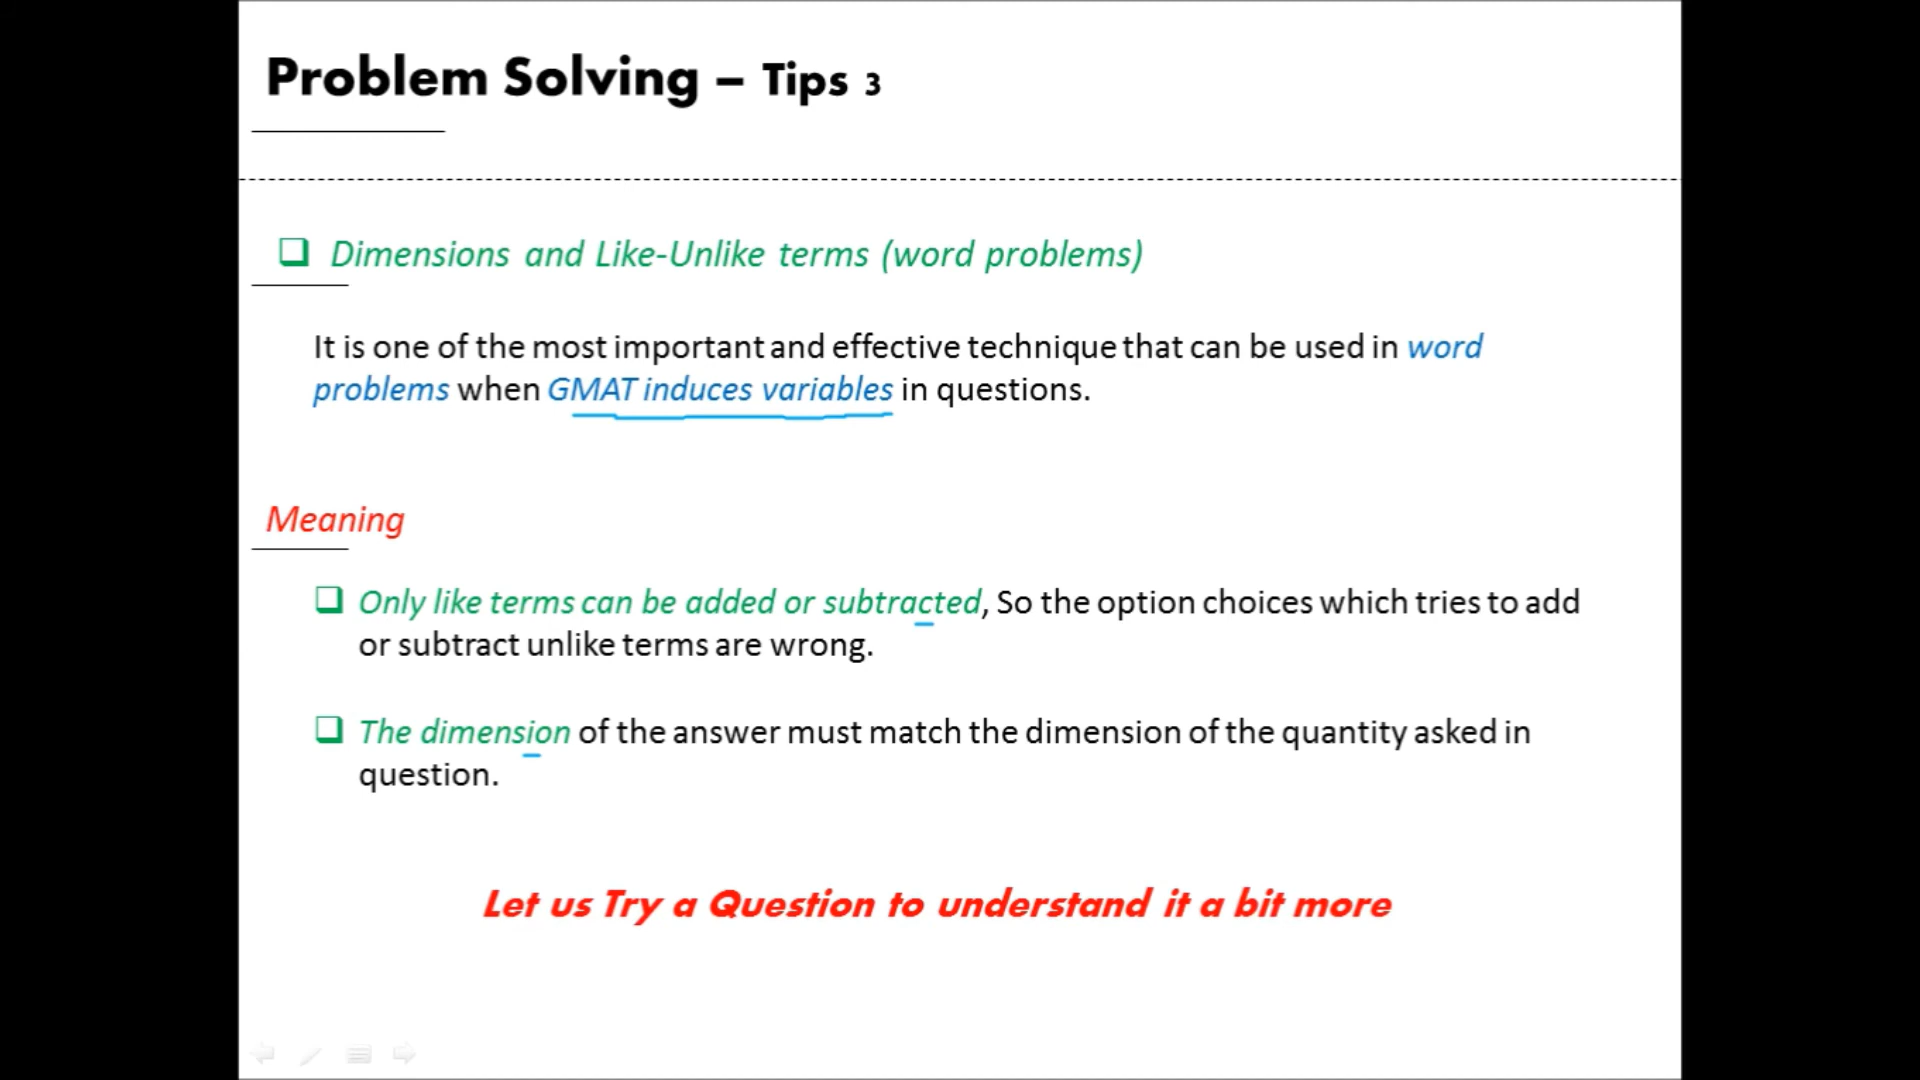 Problem Solving – Tips 3
Dimensions and Like-Unlike terms (word problems)
It is one of the most important and effective technique that can be used in word
problems when GMAT induces variables in questions.
Meaning
Only like terms can be added or subtracted, So the option choices which tries to add
or subtract unlike terms are wrong.
The dimension of the answer must match the dimension of the quantity asked in
question.
Let us Try a Question to understand it a bit more